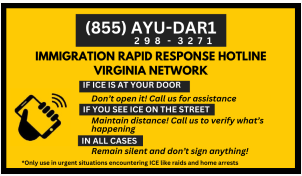 (855) AYU-DAR1
298-3271
IMMIGRATION RAPID RESPONSE HOTLINE
VIRGINIA NETWORK
IF ICE IS AT YOUR DOOR
Don't open it! Call us for assistance
IF YOU SEE ICE ON THE STREET
Maintain distance! Call us to verify what's
happening
IN ALL CASES
Remain silent and don't sign anything!
*Only use in urgent situations encountering ICE like raids and home arrests